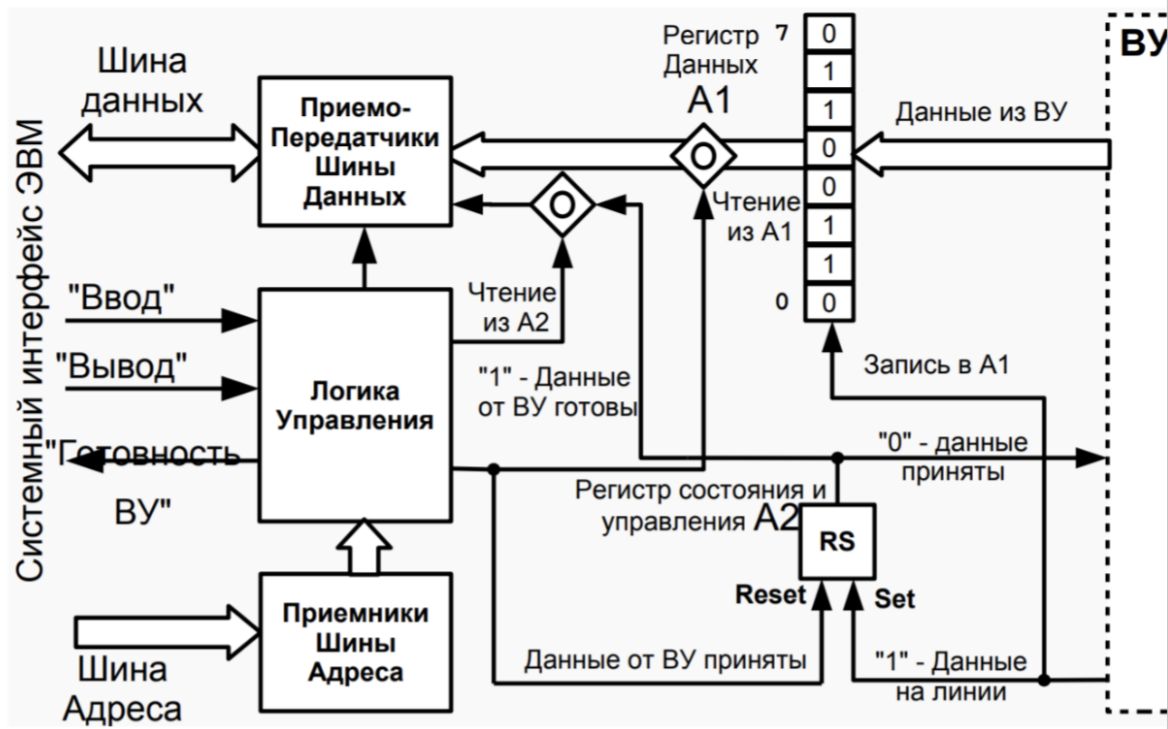 Системный интерфейс ЭВМ
Шина
данных
Приемо-
Передатчики
Шины
Данных
Регистр
Данных
A1
7
0
1
1
0
0
1
1
0
0
Данные из ВУ
ВУ
Чтение
из А1
"Ввод"
"Вывод"
"Готовность
ВУ"
Логика
Управления
Чтение
из А2
"1" - Данные
от ВУ готовы
Запись в А1
"0" - данные
приняты
Регистр состояния и
управления A2
RS
Reset
Set
Данные от ВУ приняты
"1" - Данные
на линии
Приемники
Шины
Адреса
Шина
Адреса